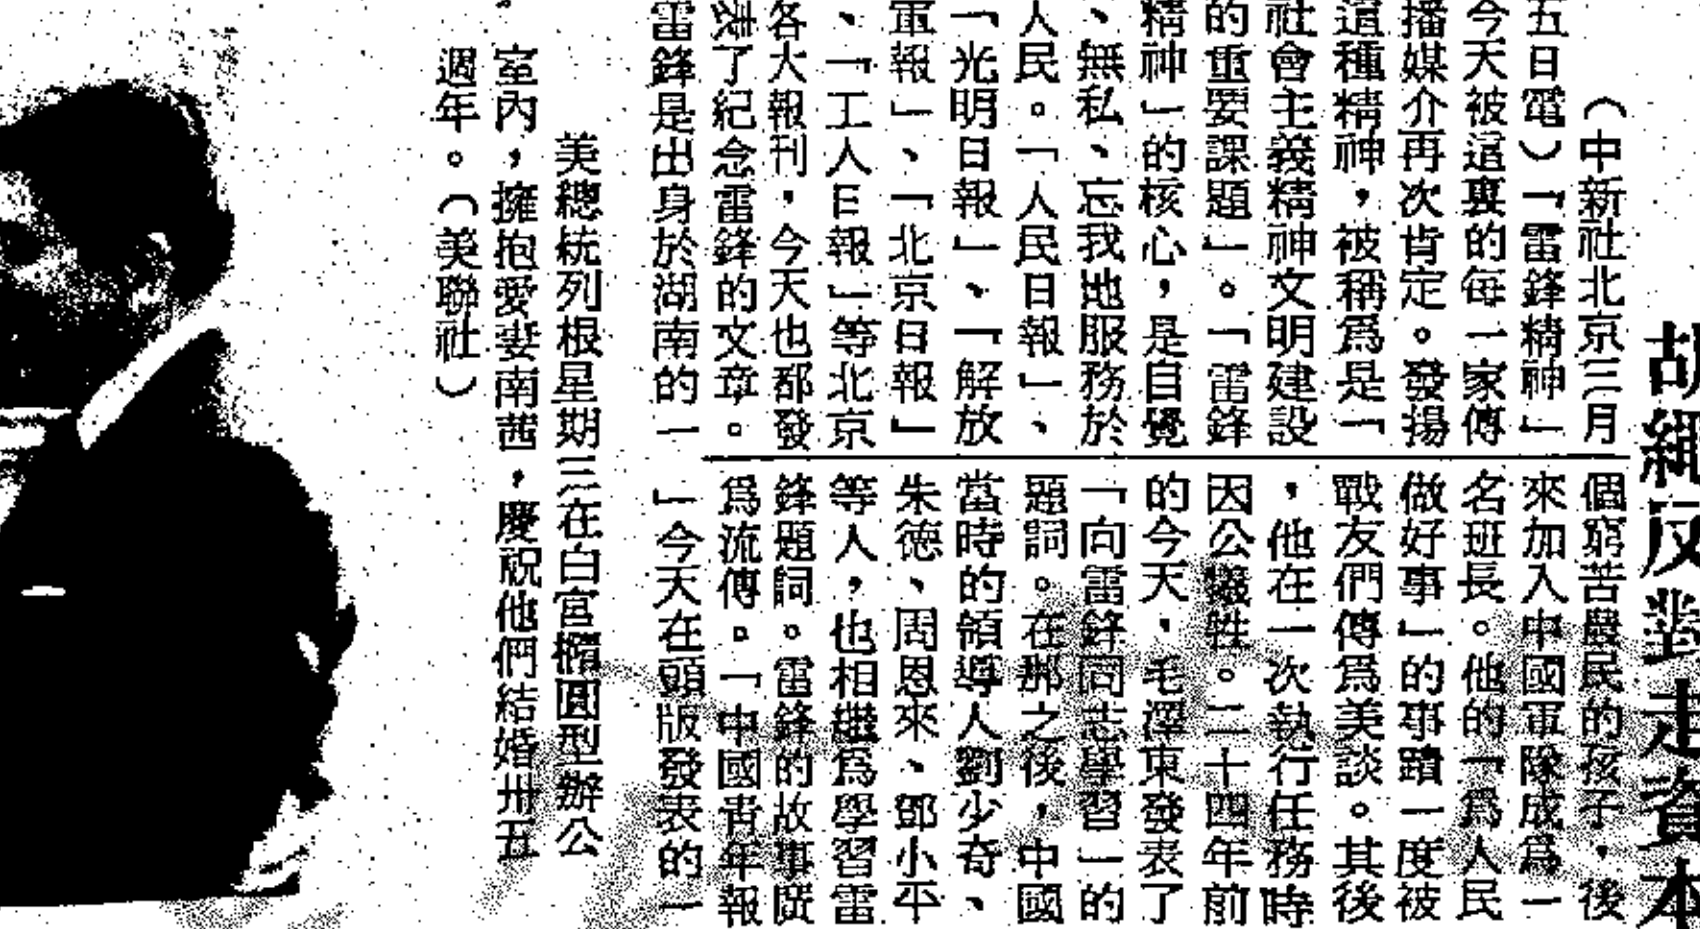 胡繩反對走資本
（中新社北京三月
五日電）「雷鋒精神」
今天被這裏的每一家傳
播媒介再次肯定。發揚
這種精神，被稱爲是「
社會主義精神文明建設
的重要課題」。「雷鋒
精神」的核心，是自覺
、無私、忘我地服務於
人民。「人民日報」、
「光明日報」、「解放
軍報」、「北京日報」
、「工人日報」等北京
各大報刊，今天也都發
了紀念雷鋒的文章。
雷鋒是出身於湖南的一
個窮苦農民的孩子，後
來加入中國軍隊成爲一
名班長。他的「爲人民
做好事」的事蹟一度被
戰友們傳爲美談。其後
，他在一次執行任務時
因公犧牲。二十四年前
的今天，毛澤東發表了
「向雷鋒同志學習」的
題詞。在那之後，中國
當時的領導人劉少奇、
朱德、周恩來、鄧小平
等人，也相繼爲學習雷
鋒題詞。雷鋒的故事廣
爲流傳。「中國青年報
」今天在頭版發表的一
美總統列根星期三在白宮橢圓型辦公
室內，擁抱愛妻南茜，慶祝他們結婚卅五
週年。（美聯社）